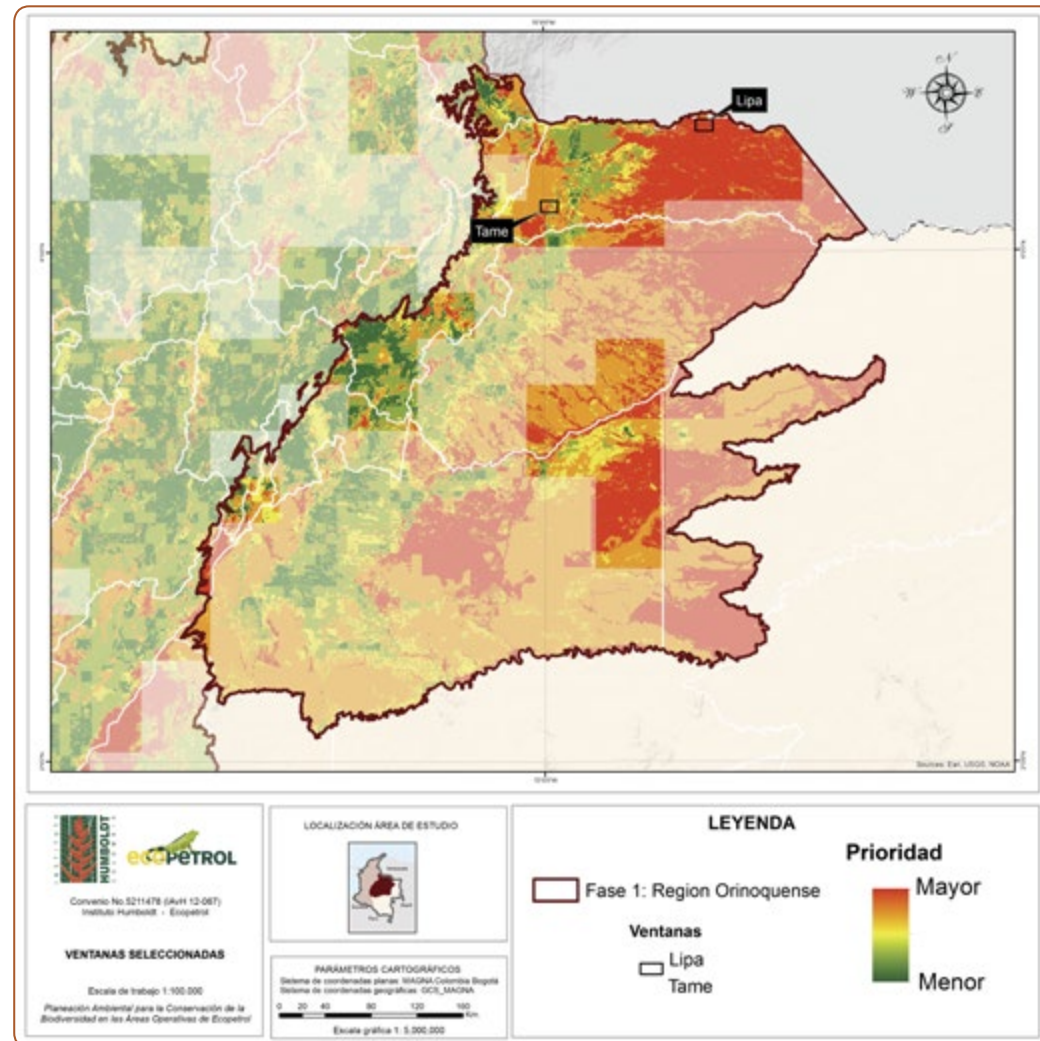 N
E
S
Lipa
Tame
Sources: Esri, USGS, NOAA
INSTITUTO
HUMBOLDT
COLOMBIA
ecoPETROL
Convenio No.5211478 (IAvH 12-067)
Instituto Humboldt - Ecopetrol
VENTANAS SELECCIONADAS
Escala de trabajo 1:100.000
Planeación Ambiental para la Conservación de la
Biodiversidad en las Áreas Operativas de Ecopetrol
LOCALIZACIÓN ÁREA DE ESTUDIO
PARÁMETROS CARTOGRÁFICOS
Sistema de coordenadas planas: MAGNA Colombia Bogotá
Sistema de coordenadas geográficas: GCS_MAGNA
0 20 40 80 120 160
Km
Escala gráfica 1: 5,000,000
LEYENDA
Fase 1: Region Orinoquense
Ventanas
Lipa
Tame
Prioridad
Mayor
Menor